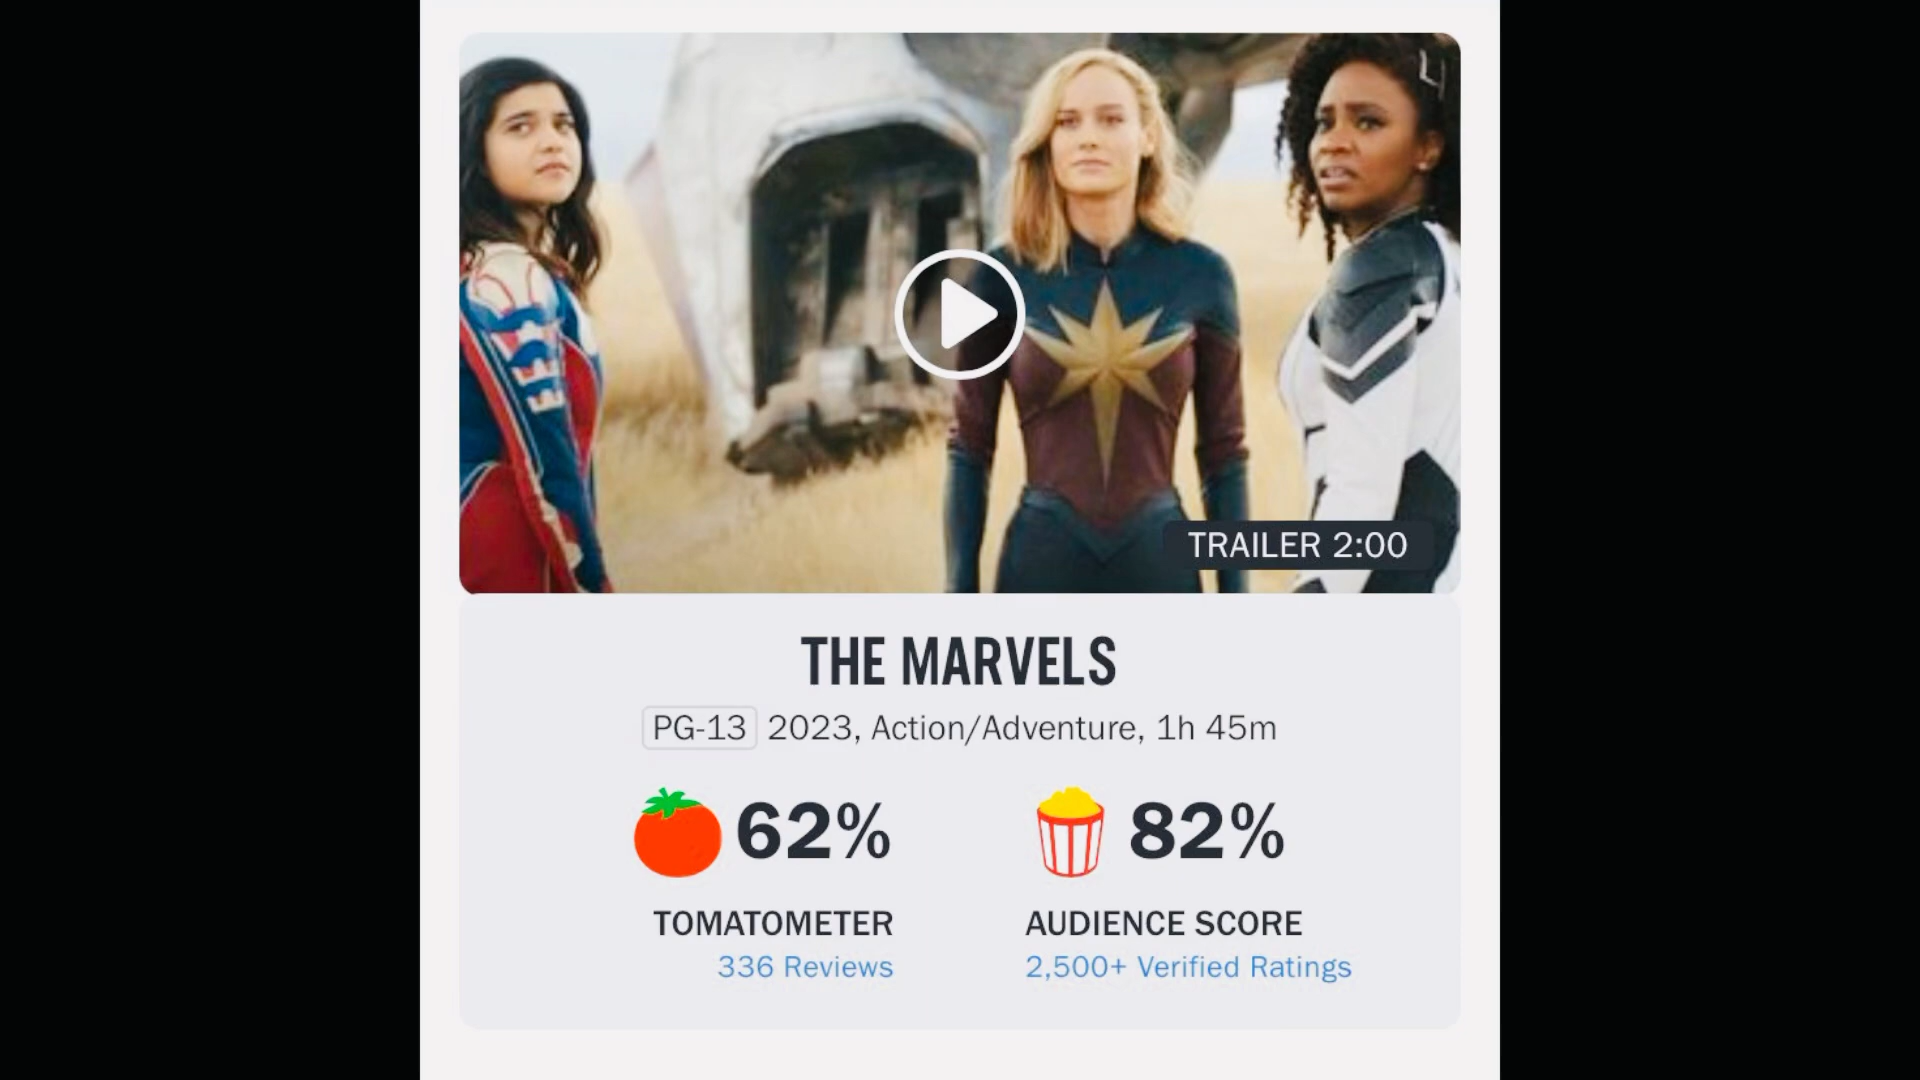 TRAILER 2:00
THE MARVELS
PG-13 2023, Action/Adventure, 1h 45m
62% 82%
TOMATOMETER AUDIENCE SCORE
336 Reviews 2,500+ Verified Ratings